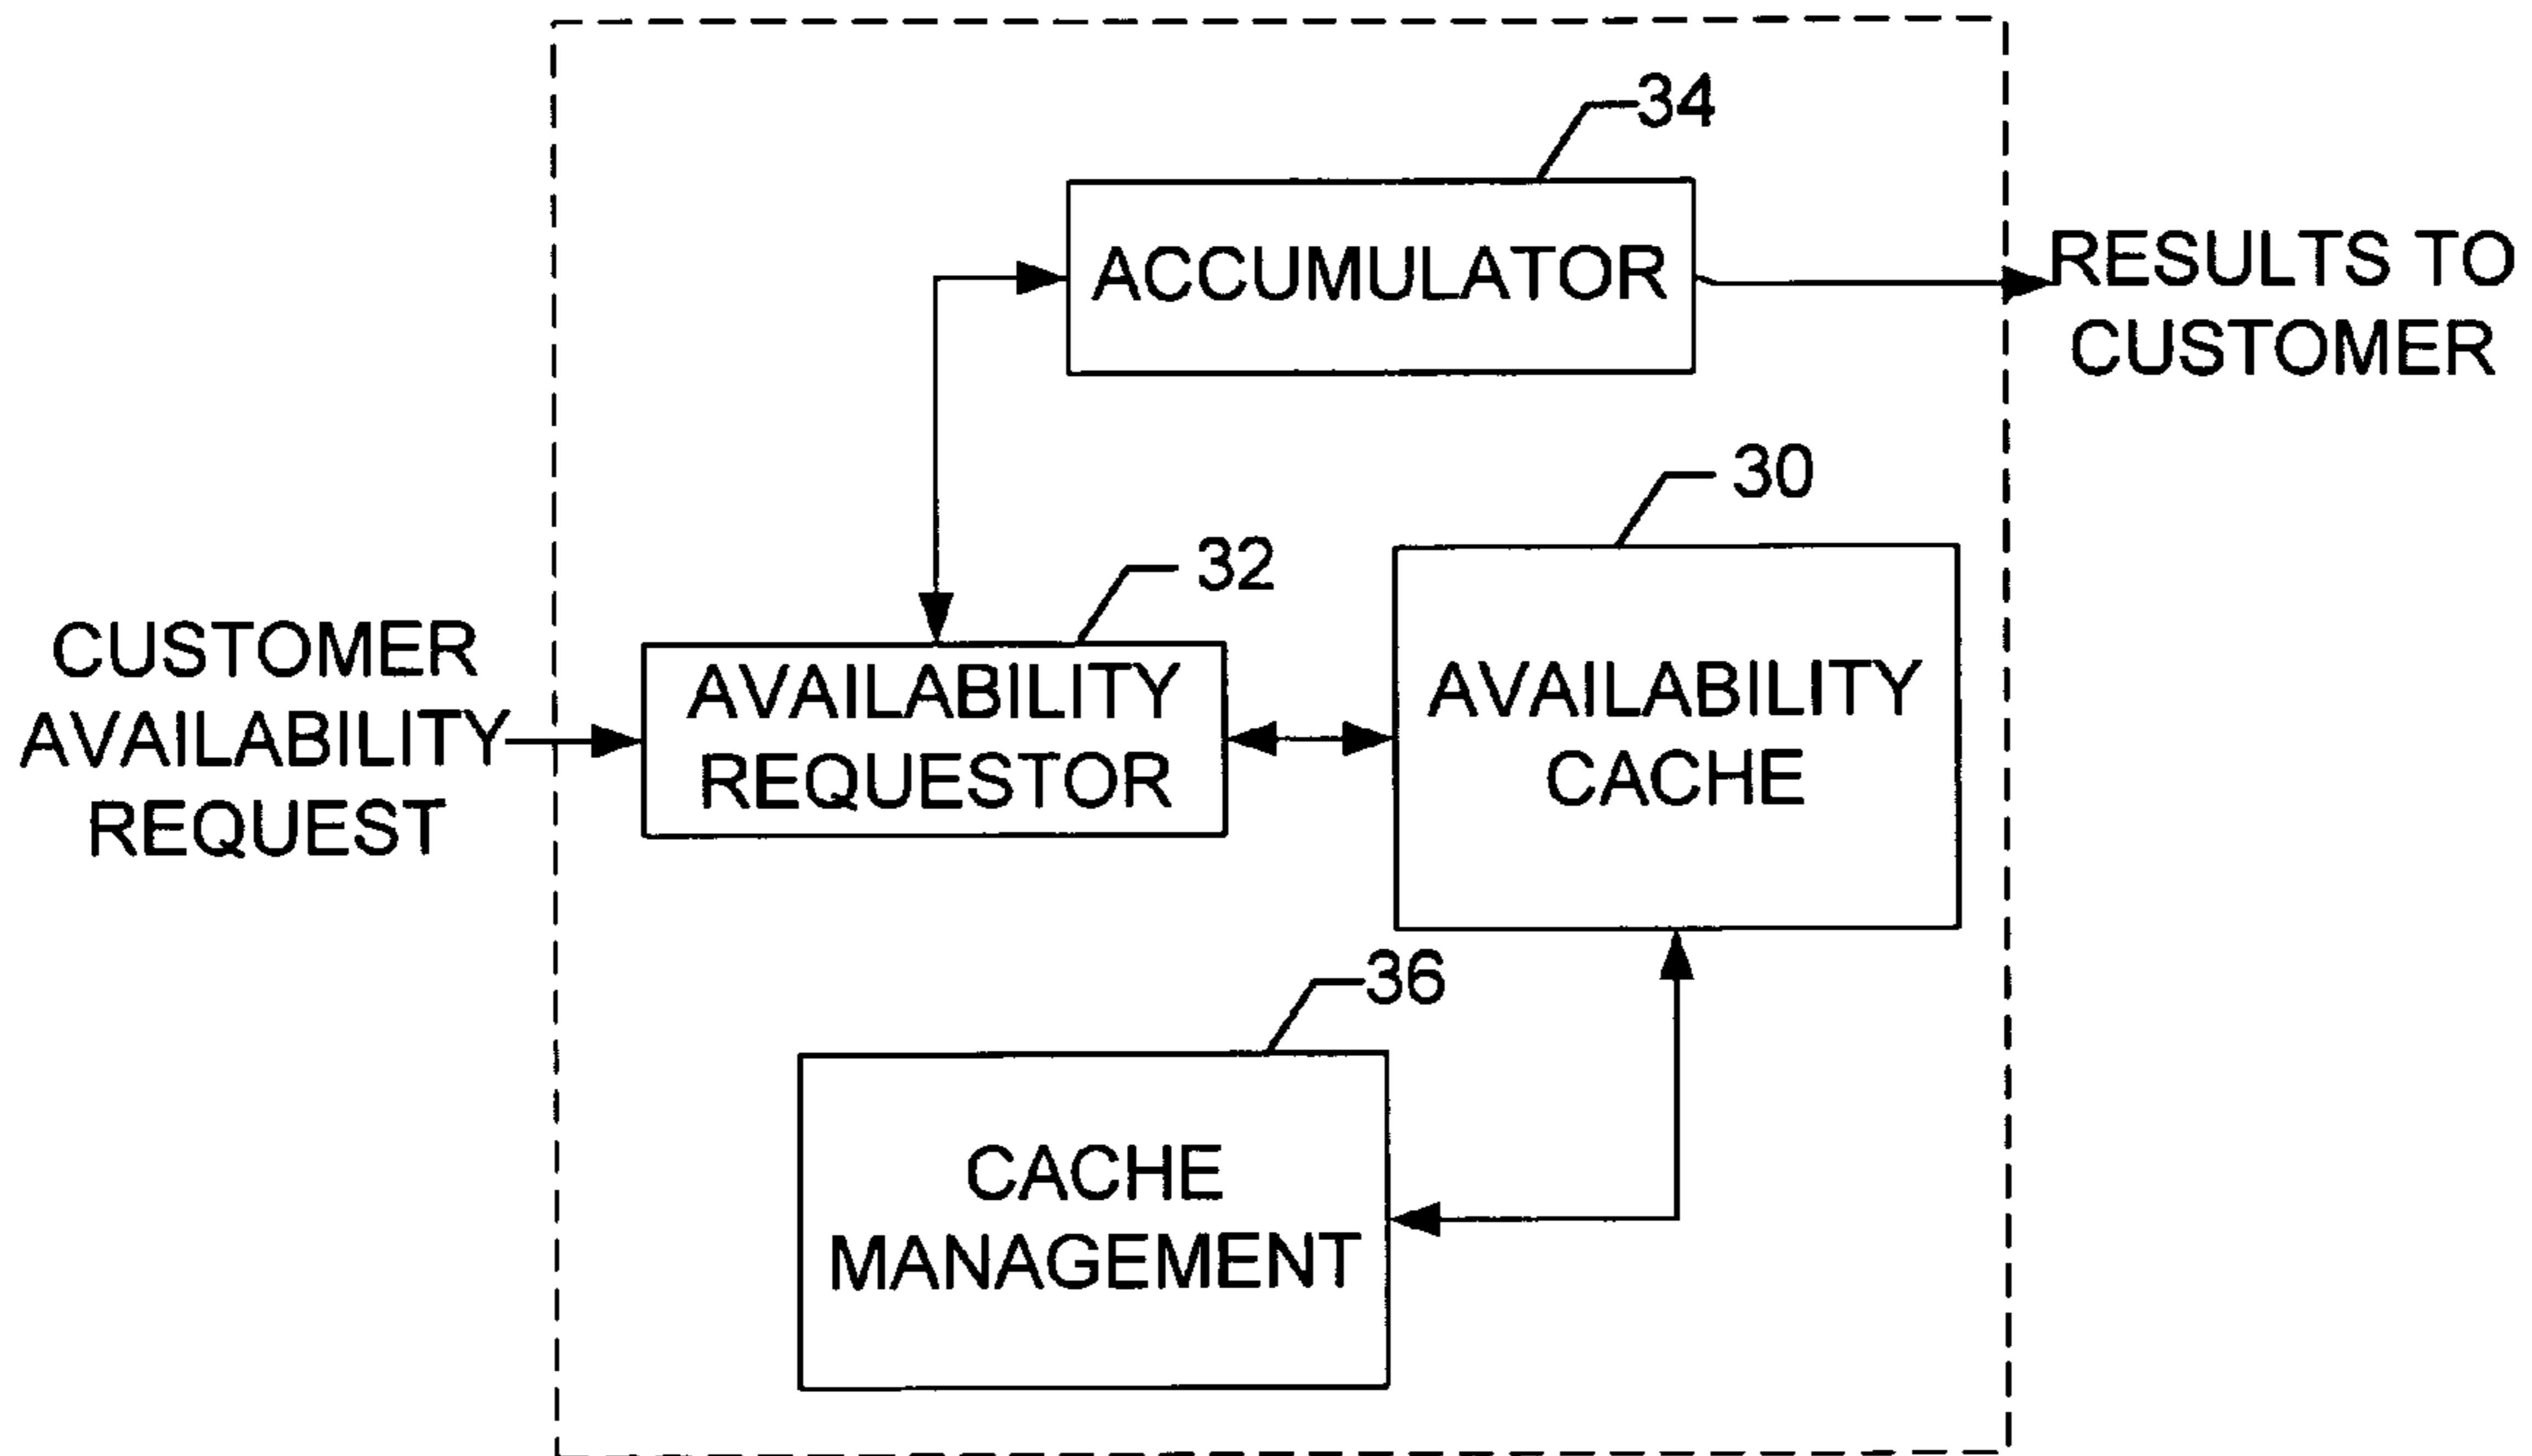 34
ACCUMULATOR
RESULTS TO
CUSTOMER
30
32
CUSTOMER
AVAILABILITY
REQUEST
AVAILABILITY
REQUESTOR
AVAILABILITY
CACHE
36
CACHE
MANAGEMENT